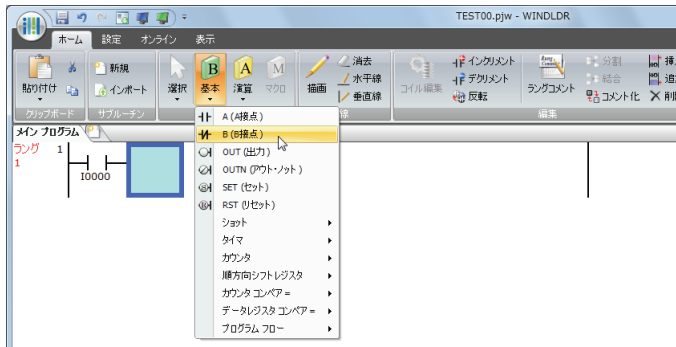 TEST00.pjw - WINDLDR
ホーム 設定 オンライン 表示
貼り付け
新規
インポート
選択
基本
演算
マクロ
描画
消去
水平線
垂直線
コイル編集
インクリメント
デクリメント
反転
ラングコメント
分割
結合
コメント化
挿
追
削
クリップボード サブルーチン 線 編集
メイン プログラム
ラング 1
1
I0000
A (A接点)
B (B接点)
OUT (出力)
OUTN (アウト・ノット)
SET (セット)
RST (リセット)
ショット
タイマ
カウンタ
順方向シフトレジスタ
カウンタ コンペア =
データレジスタ コンペア =
プログラム フロー